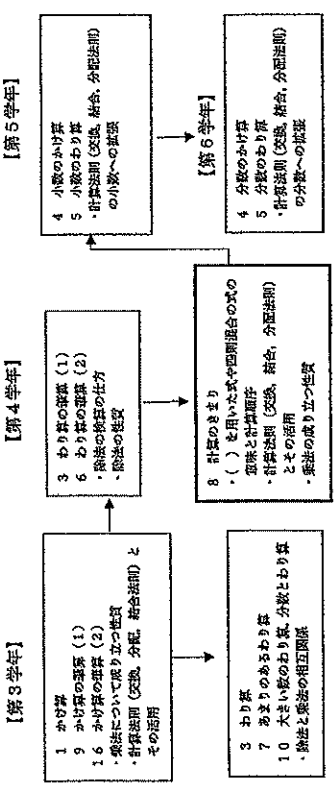 【第3学年】
1 かけ算
9 かけ算の筆算(1)
16 かけ算の筆算(2)
・乗法について成り立つ性質
・計算法則(交換,分配,結合法則)と
その活用
3 わり算
7 あまりのあるわり算
10 大きい数のわり算,分数とわり算
・除法と乗法の相互関係
【第4学年】
3 わり算の筆算(1)
6 わり算の筆算(2)
・除法の検算の仕方
・除法の性質
8 計算のきまり
・( )を用いた式や四則混合の式の
意味と計算順序
・計算法則(交換,結合,分配法則)
とその活用
・乗法の成り立つ性質
【第5学年】
4 小数のかけ算
5 小数のわり算
・計算法則(交換,結合,分配法則)
の小数への拡張
【第6学年】
4 分数のかけ算
5 分数のわり算
・計算法則(交換,結合,分配法則)
の分数への拡張